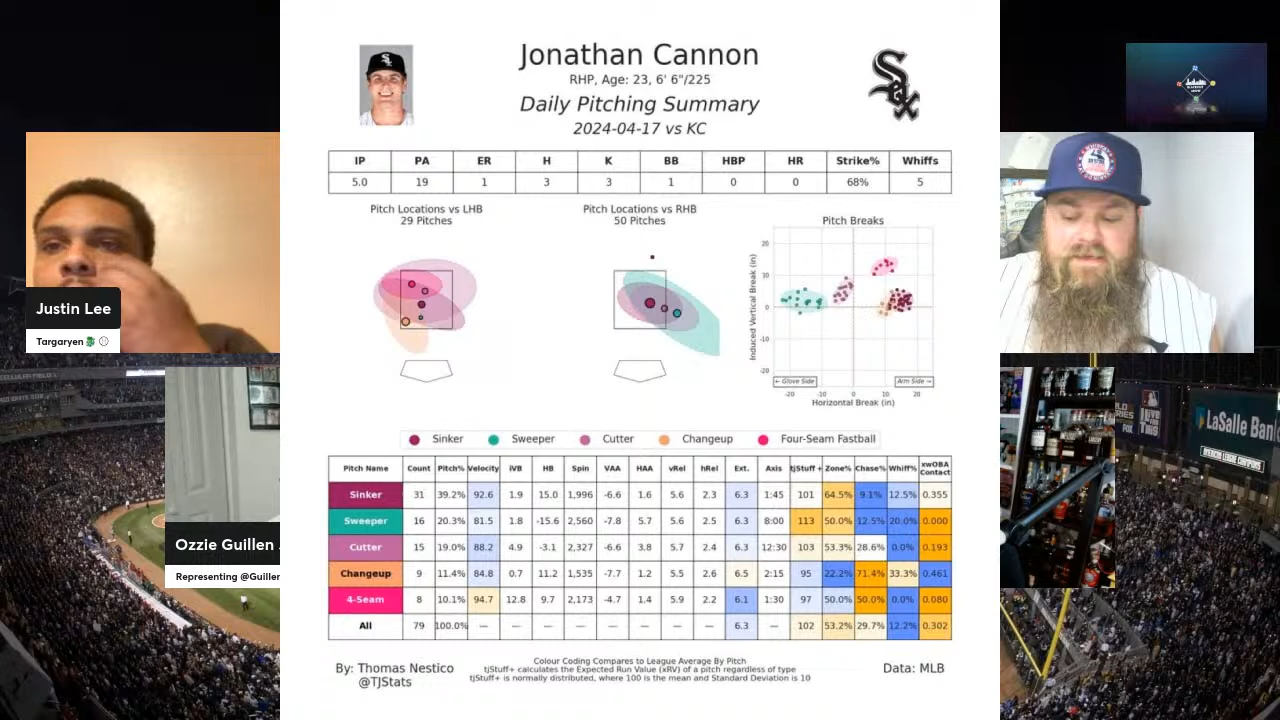 Jonathan Cannon
RHP, Age: 23, 6' 6"/225
Daily Pitching Summary
2024-04-17 vs KC
IP PA ER H K BB HBP HR Strike% Whiffs
5.0 19 1 3 3 1 0 0 68% 5
Pitch Locations vs LHB
29 Pitches
Pitch Locations vs RHB
50 Pitches
Pitch Breaks
Induced Vertical Break (in)
20
10
0
-10
-20
← Glove Side
Arm Side →
-20 -10 0 10 20
Horizontal Break (in)
Sinker Sweeper Cutter Changeup Four-Seam Fastball
Pitch Name Count Pitch% Velocity iVB HB Spin VAA HAA vRel hRel Ext. Axis tjStuff+ Zone% Chase% Whiff% xwOBA Contact
Sinker 31 39.2% 92.6 1.9 15.0 1,996 -6.6 1.6 5.6 2.3 6.3 1:45 101 64.5% 9.1% 12.5% 0.355
Sweeper 16 20.3% 81.5 1.8 -15.6 2,560 -7.8 5.7 5.6 2.5 6.3 8:00 113 50.0% 12.5% 20.0% 0.000
Cutter 15 19.0% 88.2 4.9 -3.1 2,327 -6.6 3.8 5.7 2.4 6.3 12:30 103 53.3% 28.6% 0.0% 0.193
Changeup 9 11.4% 84.8 0.7 11.2 1,535 -7.7 1.2 5.5 2.6 6.5 2:15 95 22.2% 71.4% 33.3% 0.461
4-Seam 8 10.1% 94.7 12.8 9.7 2,173 -4.7 1.4 5.9 2.2 6.1 1:30 97 50.0% 50.0% 0.0% 0.080
All 79 100.0% — — — — — — — — 6.3 — 102 53.2% 29.7% 12.2% 0.302
By: Thomas Nestico
@TJStats
Colour Coding Compares to League Average By Pitch
tjStuff+ calculates the Expected Run Value (xRV) of a pitch regardless of type
tjStuff+ is normally distributed, where 100 is the mean and Standard Deviation is 10
Data: MLB
Justin Lee
Targaryen
Ozzie Guillen
Representing @Guillen
Sox
LaSalle Bank